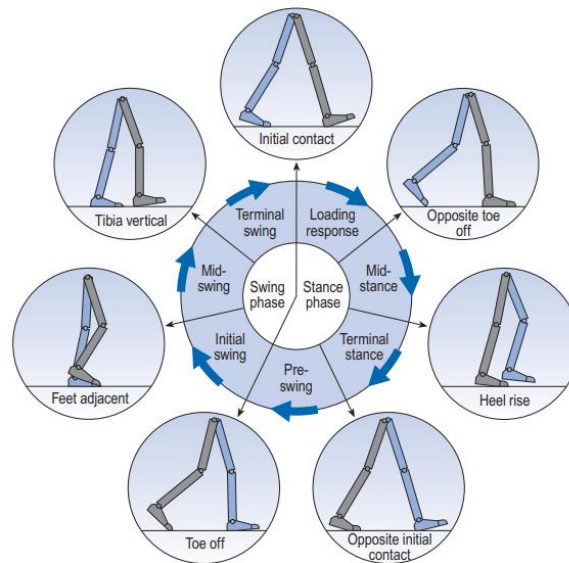 Initial contact
Tibia vertical
Opposite toe
off
Terminal
swing
Loading
response
Mid-
swing
Swing
phase
Stance
phase
Mid-
stance
Initial
swing
Pre-
swing
Terminal
stance
Feet adjacent
Heel rise
Toe off
Opposite initial
contact